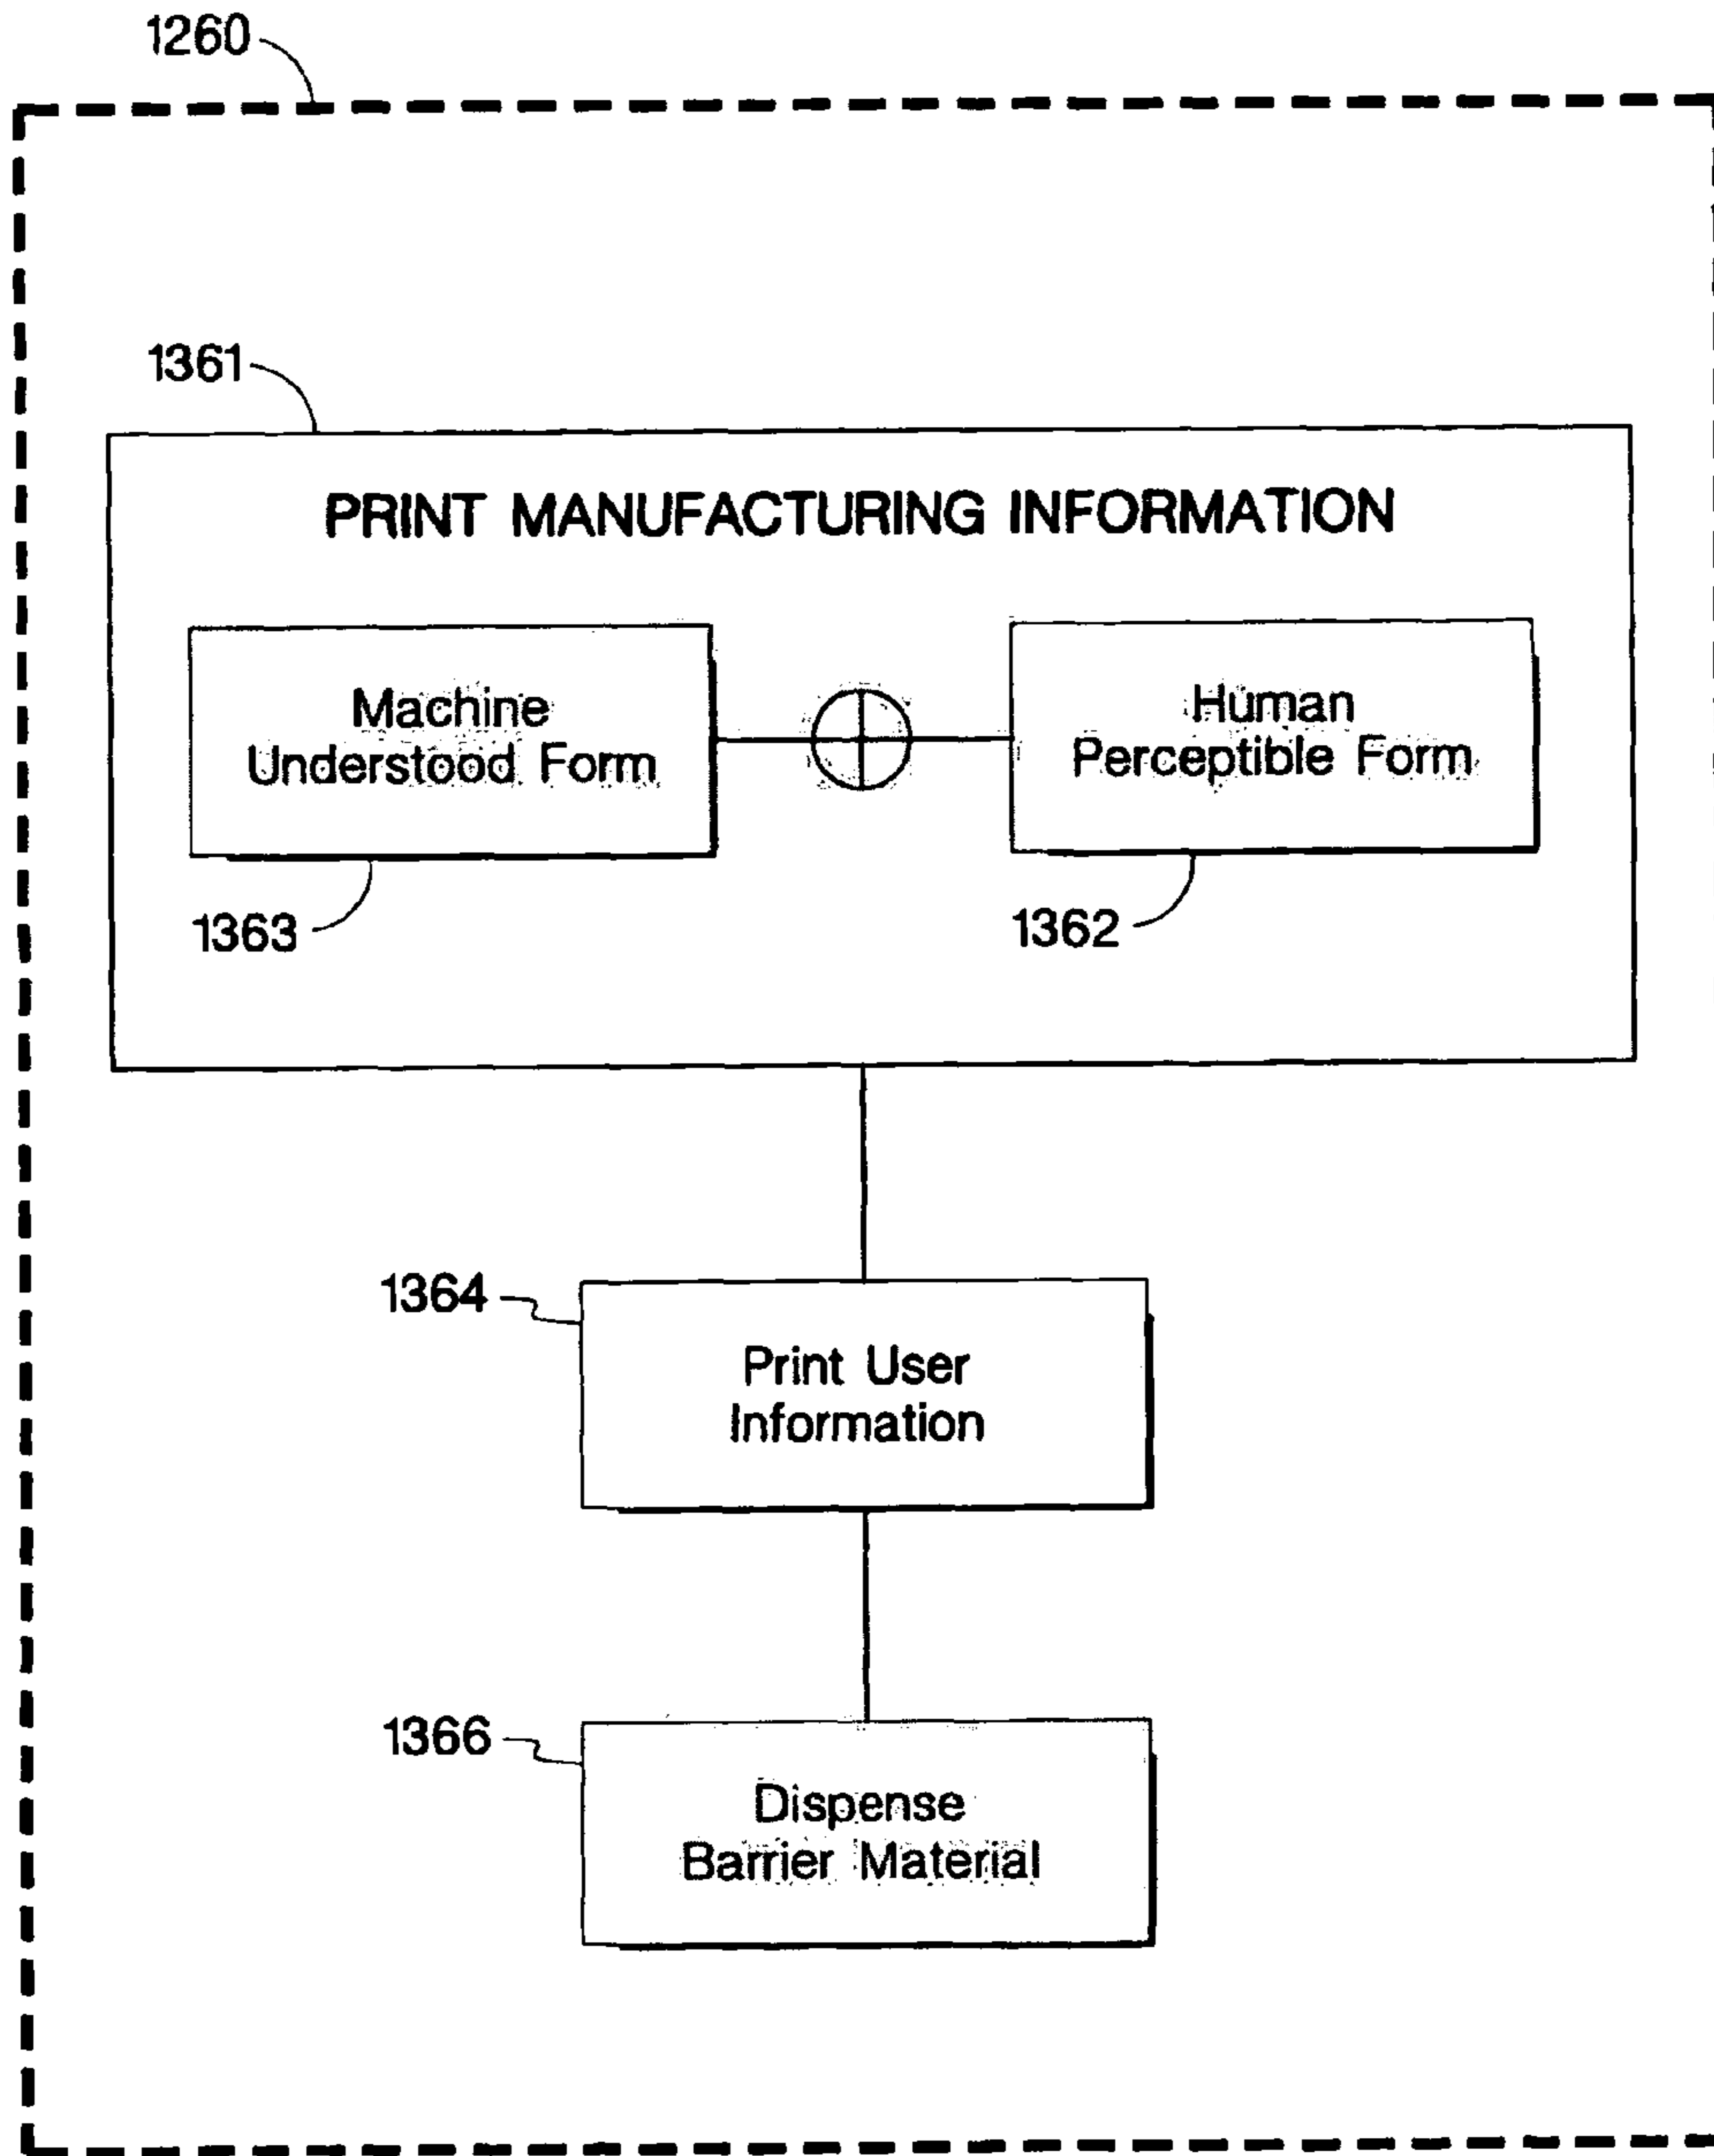 1260
1361
PRINT MANUFACTURING INFORMATION
Machine
Understood Form
Human
Perceptible Form
1363
1362
1364
Print User
Information
1366
Dispense
Barrier Material